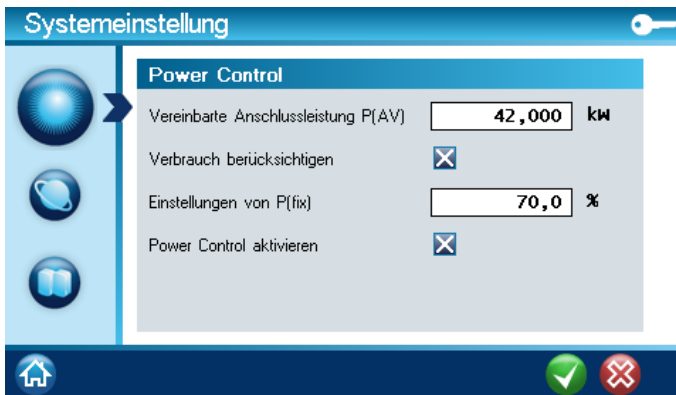 Systemeinstellung
Power Control
Vereinbarte Anschlussleistung P(AV) 42,000 kW
Verbrauch berücksichtigen
Einstellungen von P(fix) 70,0 %
Power Control aktivieren